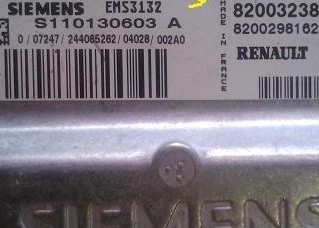 SIEMENS EMS3132
S110130603 A
0 / 07247 / 244065262 / 04028 / 002A0
MADE IN FRANCE
82003238
8200298162
RENAULT
SIEMENS